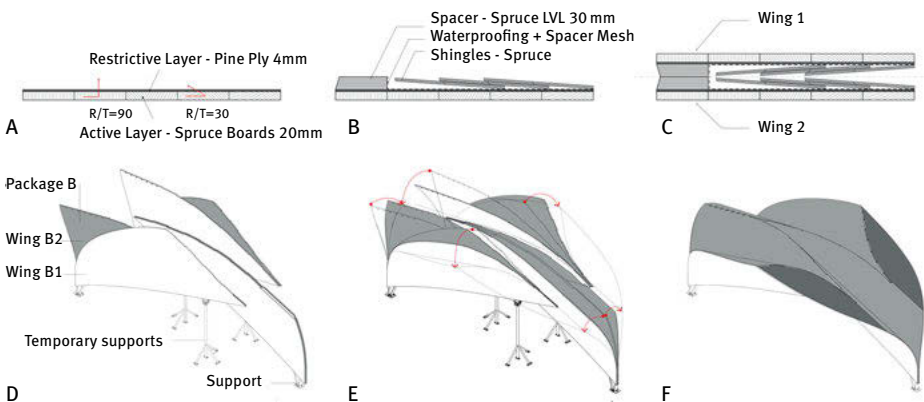 Restrictive Layer - Pine Ply 4mm
R/T=90
R/T=30
Active Layer - Spruce Boards 20mm
A
Spacer - Spruce LVL 30 mm
Waterproofing + Spacer Mesh
Shingles - Spruce
B
Wing 1
Wing 2
C
Package B
Wing B2
Wing B1
Temporary supports
Support
D
E
F